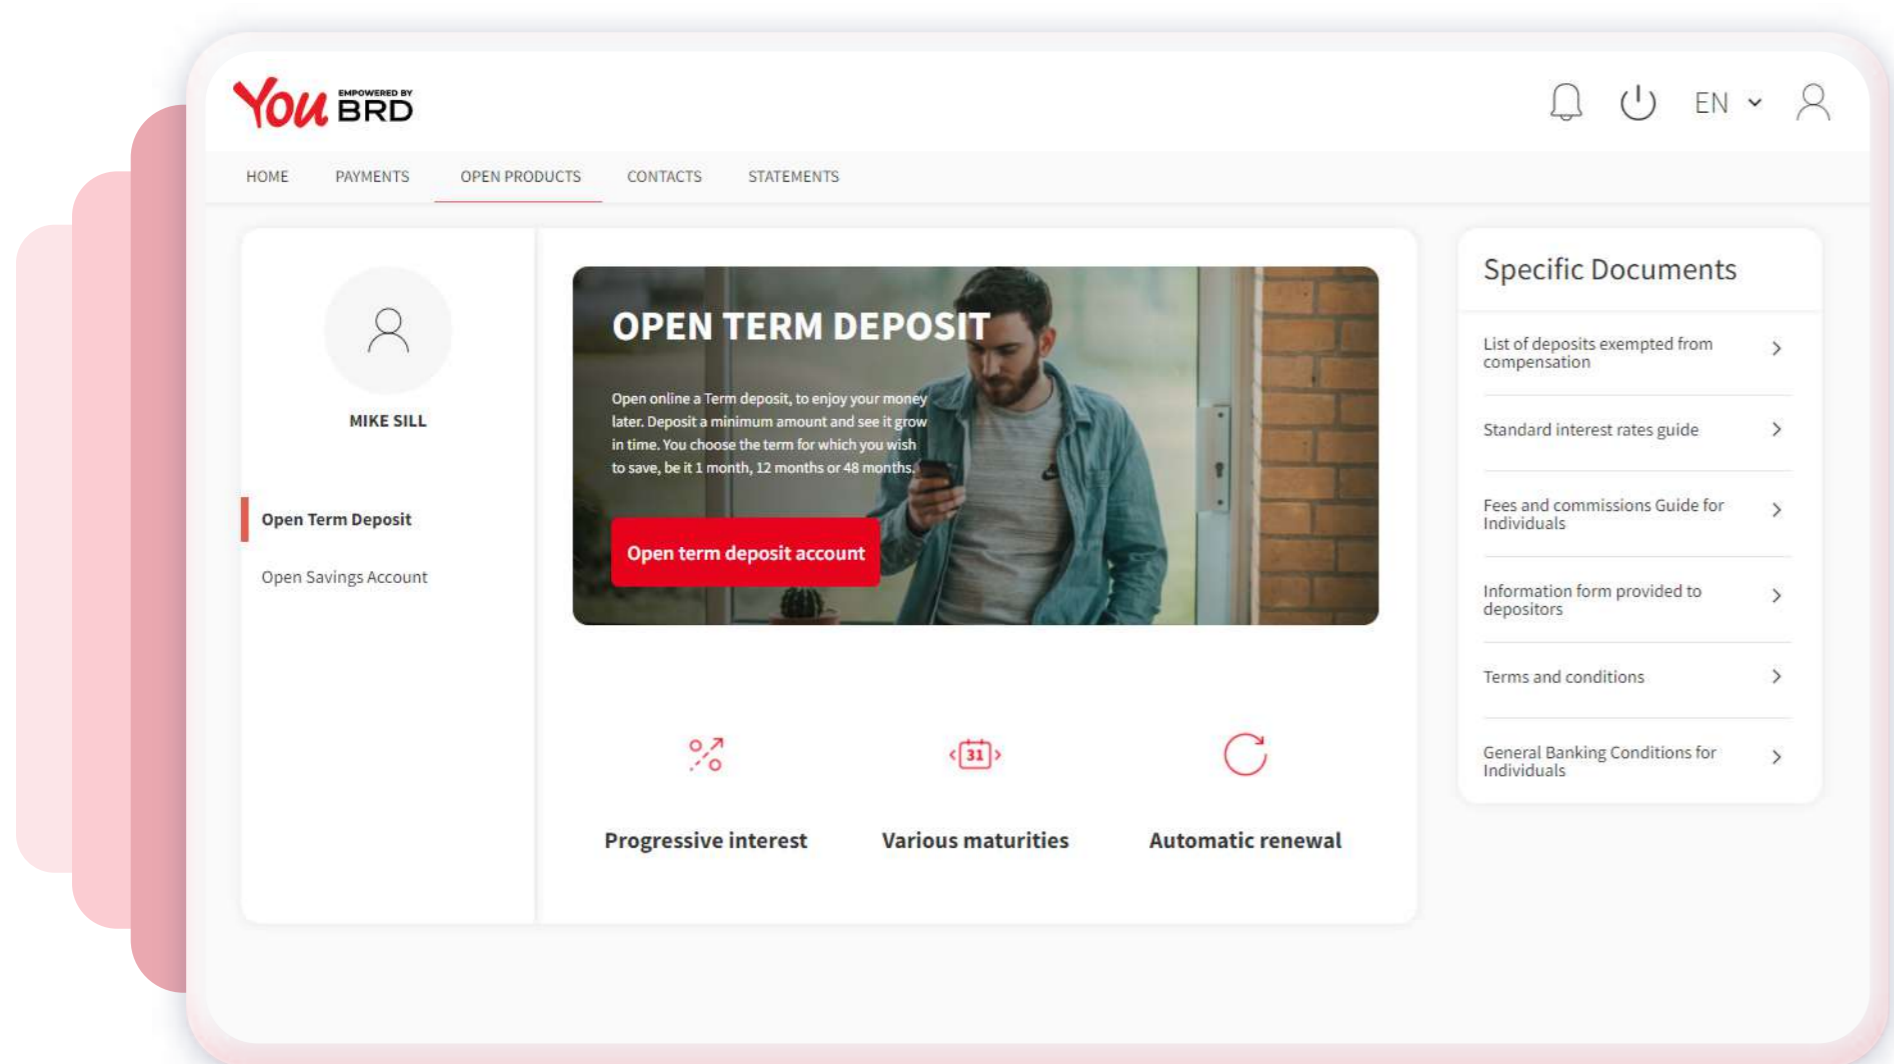 You EMPOWERED BY
BRD
EN
HOME PAYMENTS OPEN PRODUCTS CONTACTS STATEMENTS
MIKE SILL
Open Term Deposit
Open Savings Account
OPEN TERM DEPOSIT
Open online a Term deposit, to enjoy your money
later. Deposit a minimum amount and see it grow
in time. You choose the term for which you wish
to save, be it 1 month, 12 months or 48 months.
Open term deposit account
31
Progressive interest
Various maturities
Automatic renewal
Specific Documents
List of deposits exempted from
compensation
Standard interest rates guide
Fees and commissions Guide for
Individuals
Information form provided to
depositors
Terms and conditions
General Banking Conditions for
Individuals